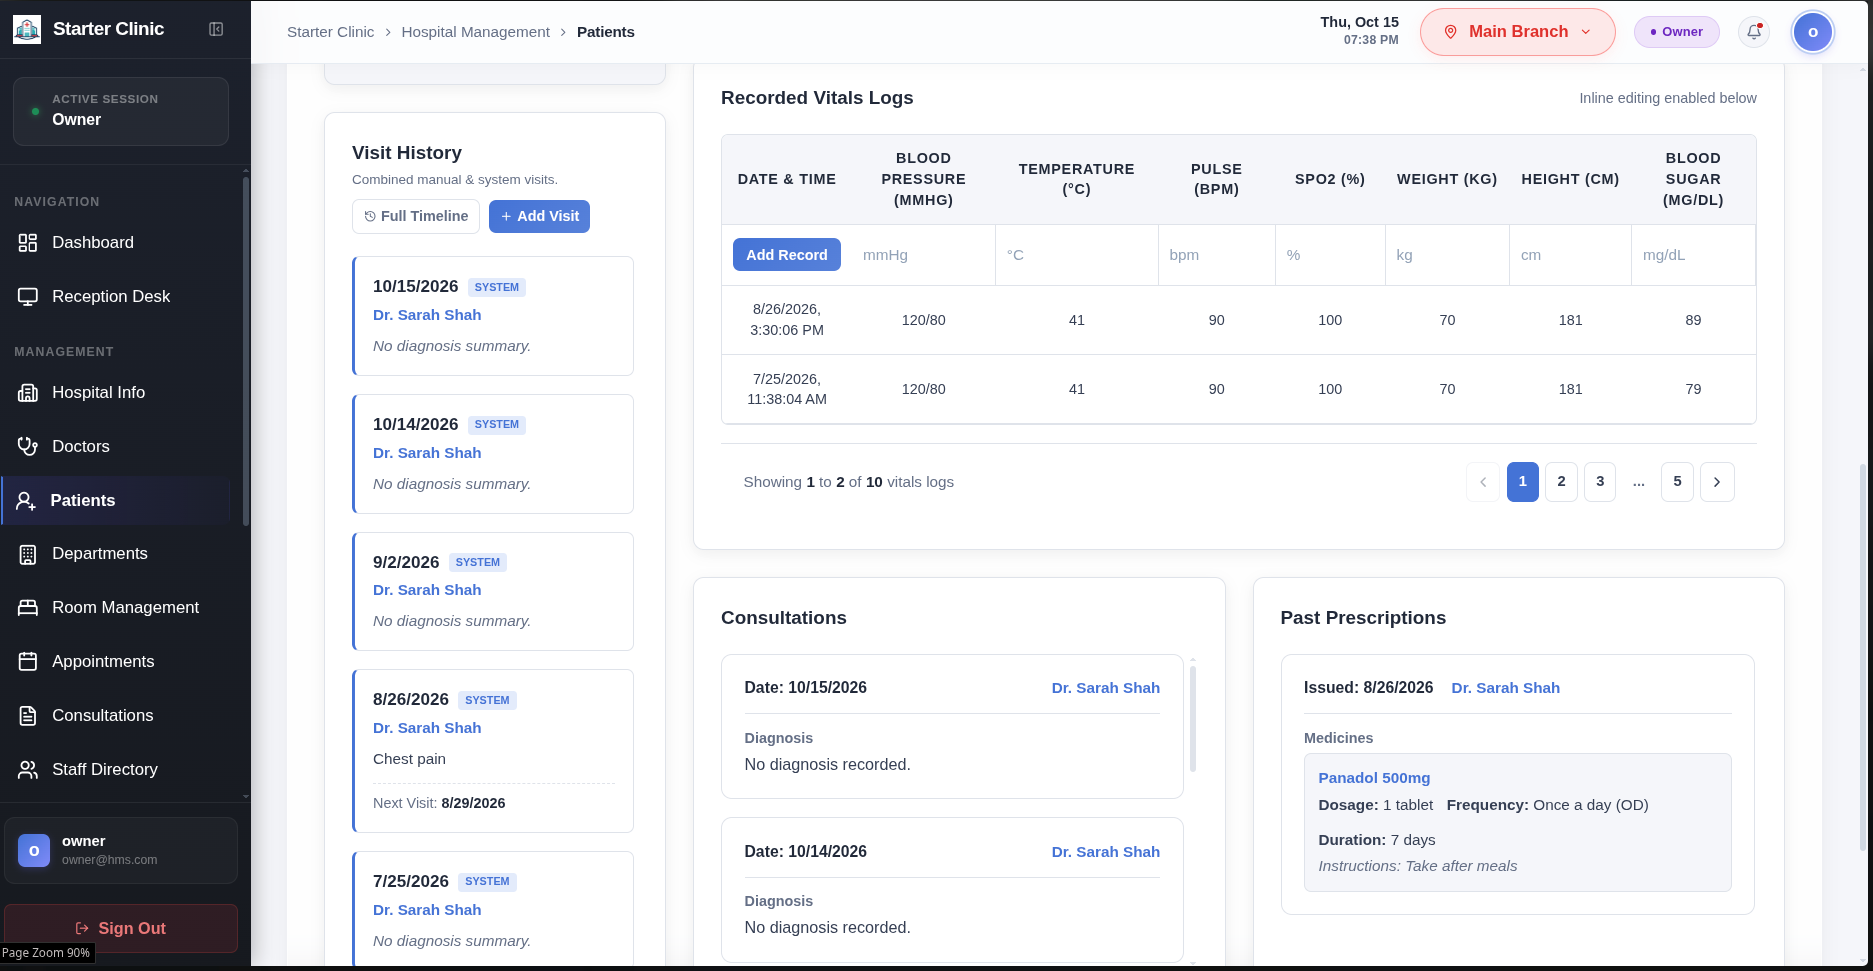 Starter Clinic
ACTIVE SESSION
Owner
NAVIGATION
Dashboard
Reception Desk
MANAGEMENT
Hospital Info
Doctors
Patients
Departments
Room Management
Appointments
Consultations
Staff Directory
o
owner
owner@hms.com
Sign Out
Page Zoom 90%
Starter Clinic > Hospital Management > Patients
Thu, Oct 15
07:38 PM
Main Branch
Owner
o
Visit History
Combined manual & system visits.
Full Timeline
+ Add Visit
10/15/2026 SYSTEM
Dr. Sarah Shah
No diagnosis summary.
10/14/2026 SYSTEM
Dr. Sarah Shah
No diagnosis summary.
9/2/2026 SYSTEM
Dr. Sarah Shah
No diagnosis summary.
8/26/2026 SYSTEM
Dr. Sarah Shah
Chest pain
Next Visit: 8/29/2026
7/25/2026 SYSTEM
Dr. Sarah Shah
No diagnosis summary.
Recorded Vitals Logs
Inline editing enabled below
DATE & TIME BLOOD PRESSURE (MMHG) TEMPERATURE (°C) PULSE (BPM) SPO2 (%) WEIGHT (KG) HEIGHT (CM) BLOOD SUGAR (MG/DL)
Add Record mmHg °C bpm % kg cm mg/dL
8/26/2026, 3:30:06 PM 120/80 41 90 100 70 181 89
7/25/2026, 11:38:04 AM 120/80 41 90 100 70 181 79
Showing 1 to 2 of 10 vitals logs
1 2 3 ... 5
Consultations
Date: 10/15/2026 Dr. Sarah Shah
Diagnosis
No diagnosis recorded.
Date: 10/14/2026 Dr. Sarah Shah
Diagnosis
No diagnosis recorded.
Past Prescriptions
Issued: 8/26/2026 Dr. Sarah Shah
Medicines
Panadol 500mg
Dosage: 1 tablet Frequency: Once a day (OD)
Duration: 7 days
Instructions: Take after meals